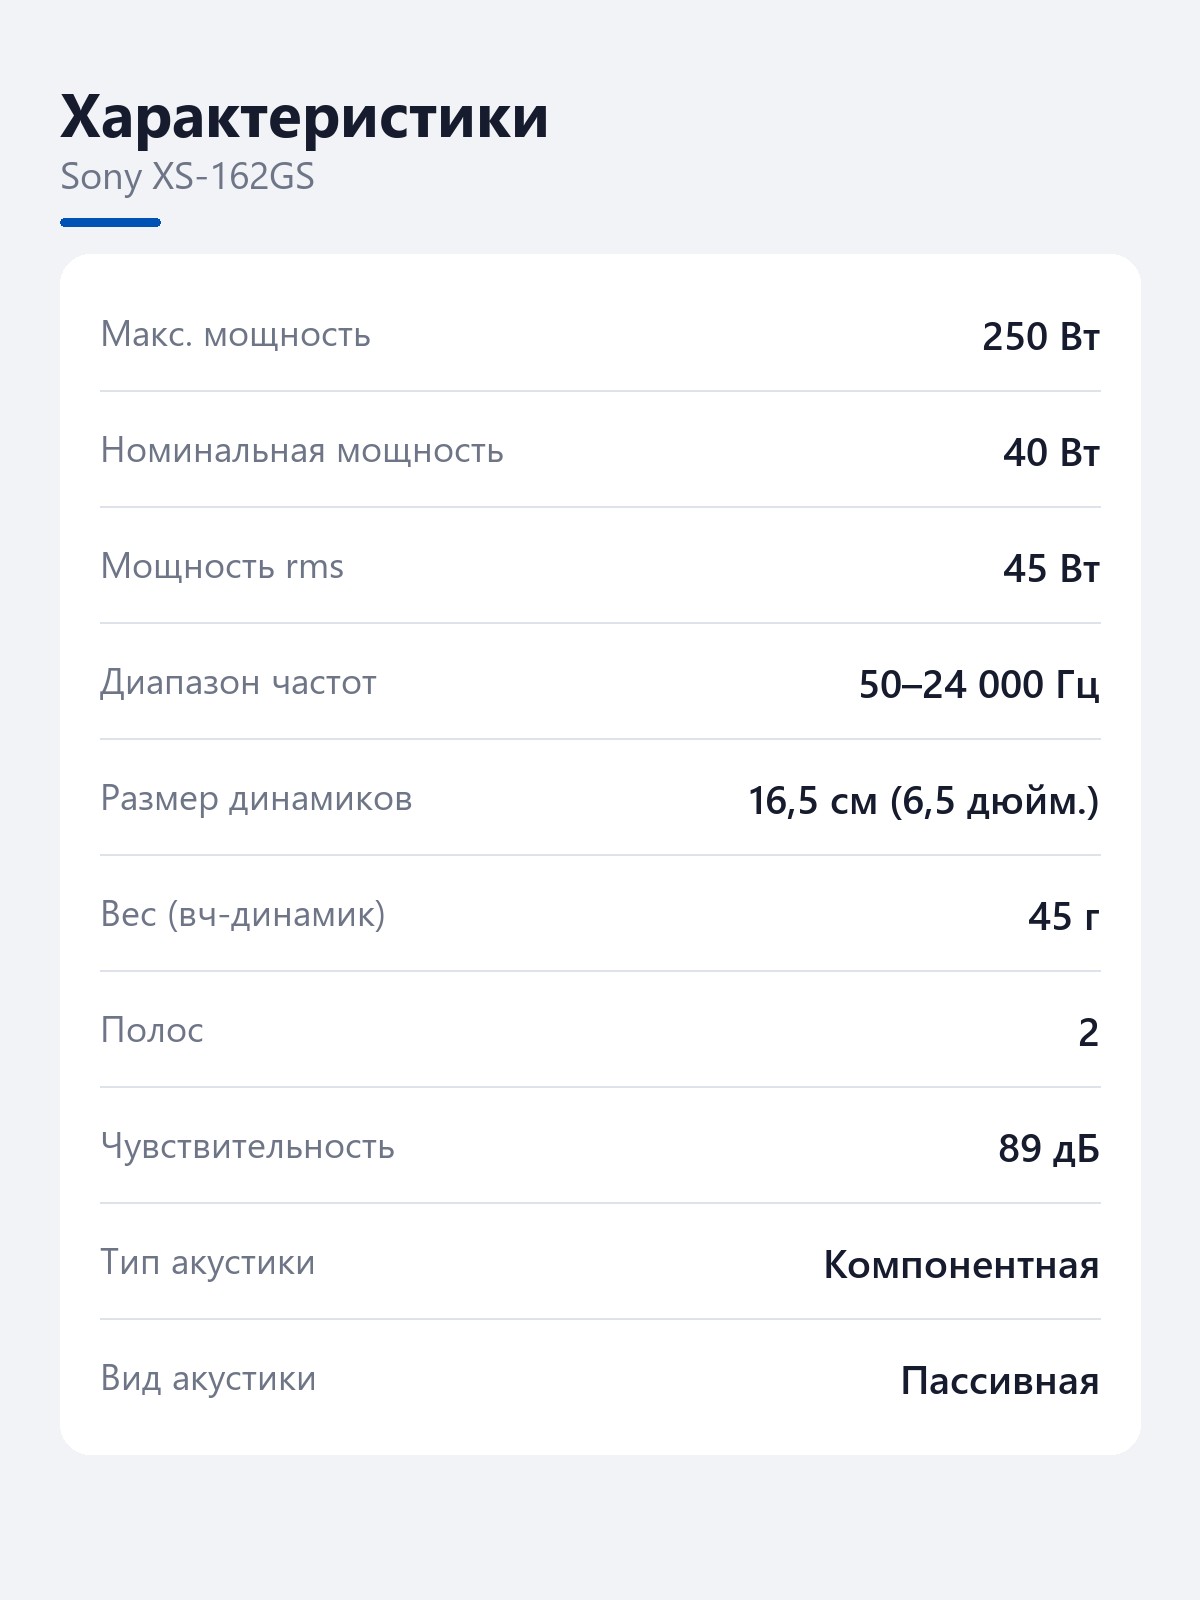 Характеристики
Sony XS-162GS
Макс. мощность 250 Вт
Номинальная мощность 40 Вт
Мощность rms 45 Вт
Диапазон частот 50–24 000 Гц
Размер динамиков 16,5 см (6,5 дюйм.)
Вес (вч-динамик) 45 г
Полос 2
Чувствительность 89 дБ
Тип акустики Компонентная
Вид акустики Пассивная